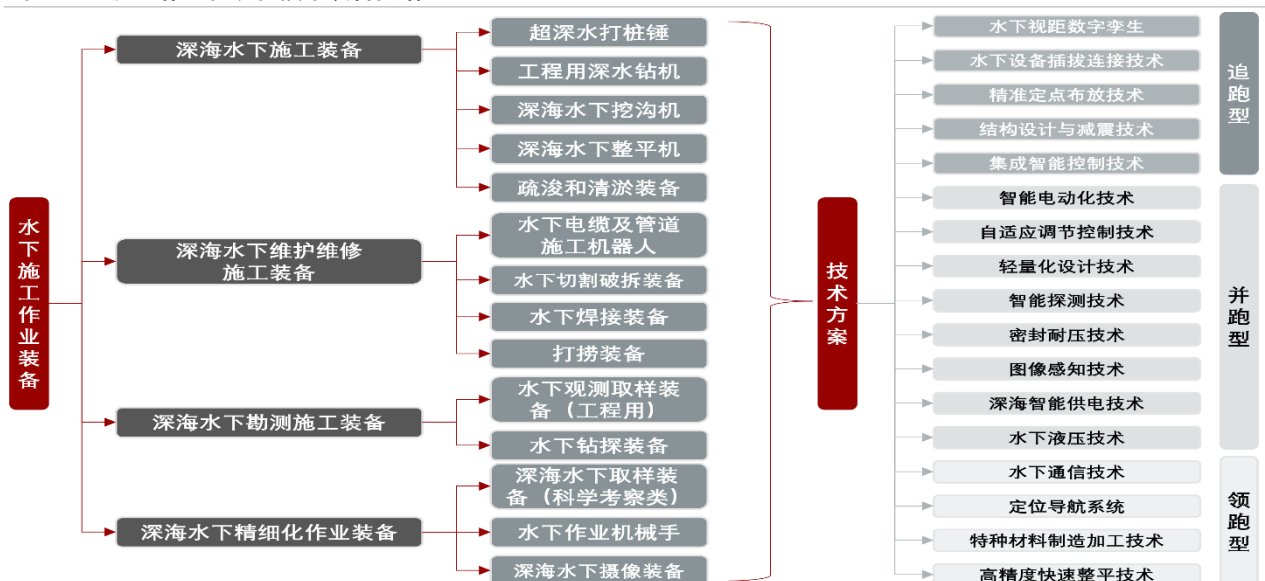 水下施工作业装备
深海水下施工装备
超深水打桩锤
工程用深水钻机
深海水下挖沟机
深海水下整平机
疏浚和清淤装备
深海水下维护维修
施工装备
水下电缆及管道
施工机器人
水下切割破拆装备
水下焊接装备
打捞装备
深海水下勘测施工装备
水下观测取样装
备（工程用）
水下钻探装备
深海水下精细化作业装备
深海水下取样装
备（科学考察类）
水下作业机械手
深海水下摄像装备
技术方案
水下视距数字孪生
水下设备插拔连接技术
精准定点布放技术
结构设计与减震技术
集成智能控制技术
追跑型
智能电动化技术
自适应调节控制技术
轻量化设计技术
智能探测技术
密封耐压技术
图像感知技术
深海智能供电技术
水下液压技术
并跑型
水下通信技术
定位导航系统
特种材料制造加工技术
高精度快速整平技术
领跑型